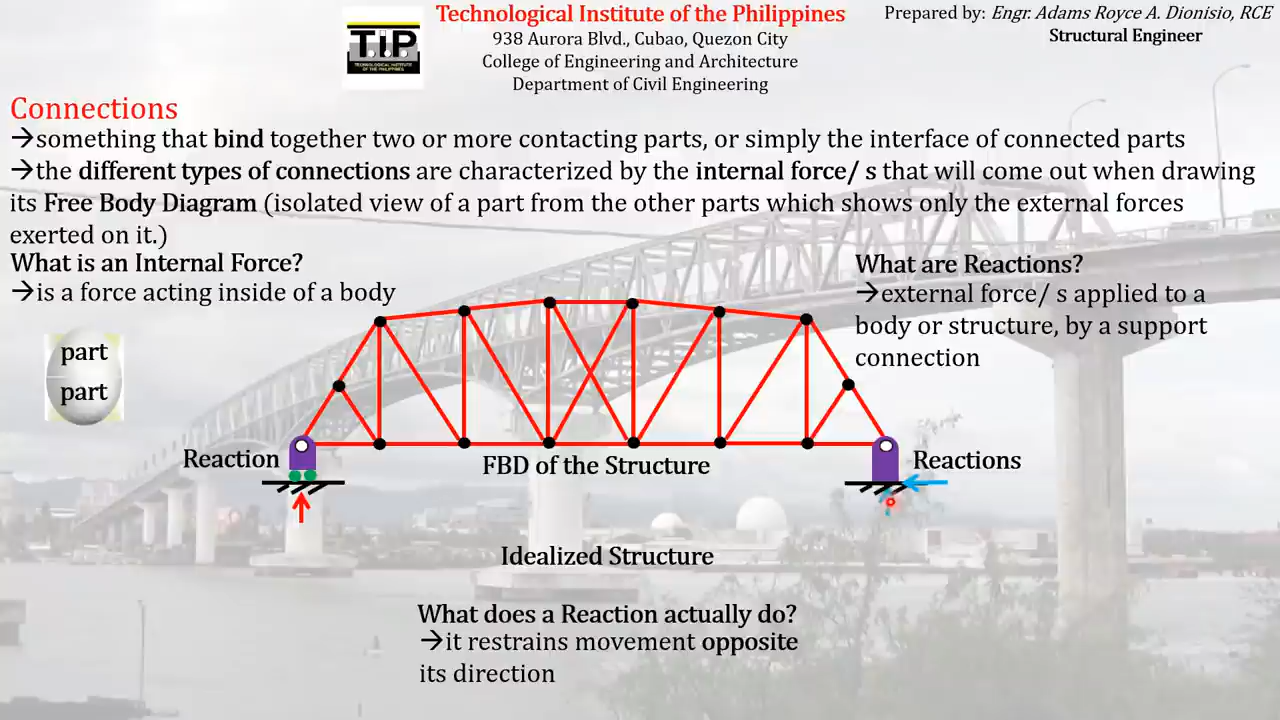 Technological Institute of the Philippines
938 Aurora Blvd., Cubao, Quezon City
College of Engineering and Architecture
Department of Civil Engineering
TiP
TECHNOLOGICAL INSTITUTE
OF THE PHILIPPINES
Prepared by: Engr. Adams Royce A. Dionisio, RCE
Structural Engineer
Connections
→something that bind together two or more contacting parts, or simply the interface of connected parts
→the different types of connections are characterized by the internal force/ s that will come out when drawing
its Free Body Diagram (isolated view of a part from the other parts which shows only the external forces
exerted on it.)
What is an Internal Force?
→is a force acting inside of a body
What are Reactions?
→external force/ s applied to a
body or structure, by a support
connection
part
part
Reaction
FBD of the Structure
Reactions
Idealized Structure
What does a Reaction actually do?
→it restrains movement opposite
its direction